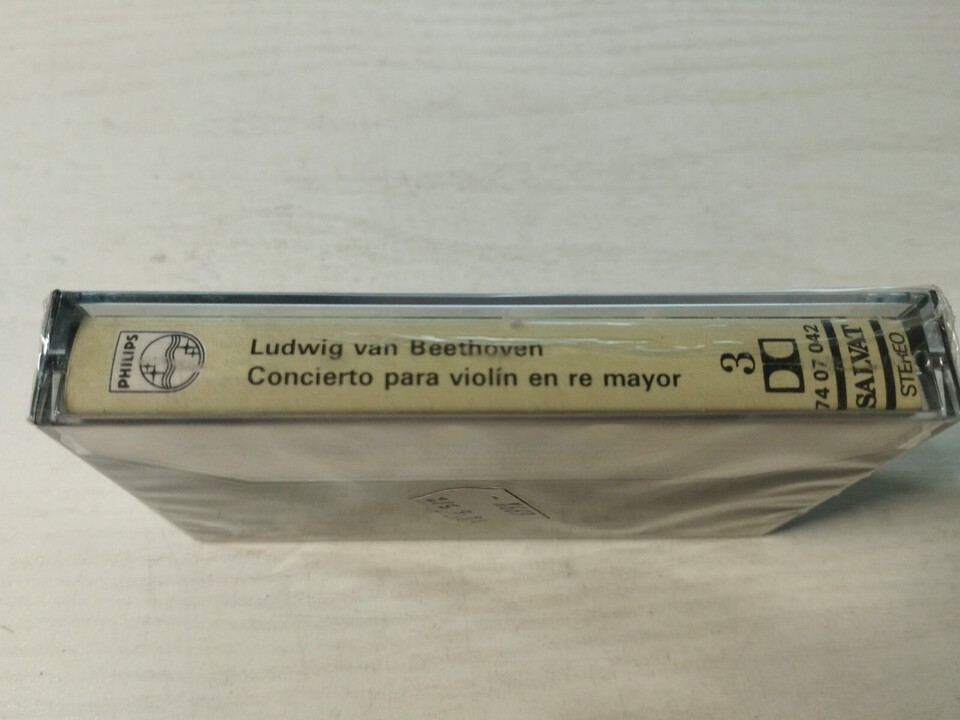 PHILIPS
Ludwig van Beethoven
Concierto para violín en re mayor
3
74 07 042
SALVAT
STEREO